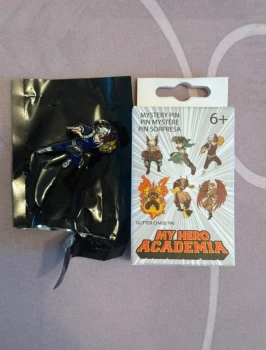 MYSTERY PIN
PIN MYSTÈRE
PIN SORPRESA
6+
GLITTER CHASE PIN
MY HERO
ACADEMIA